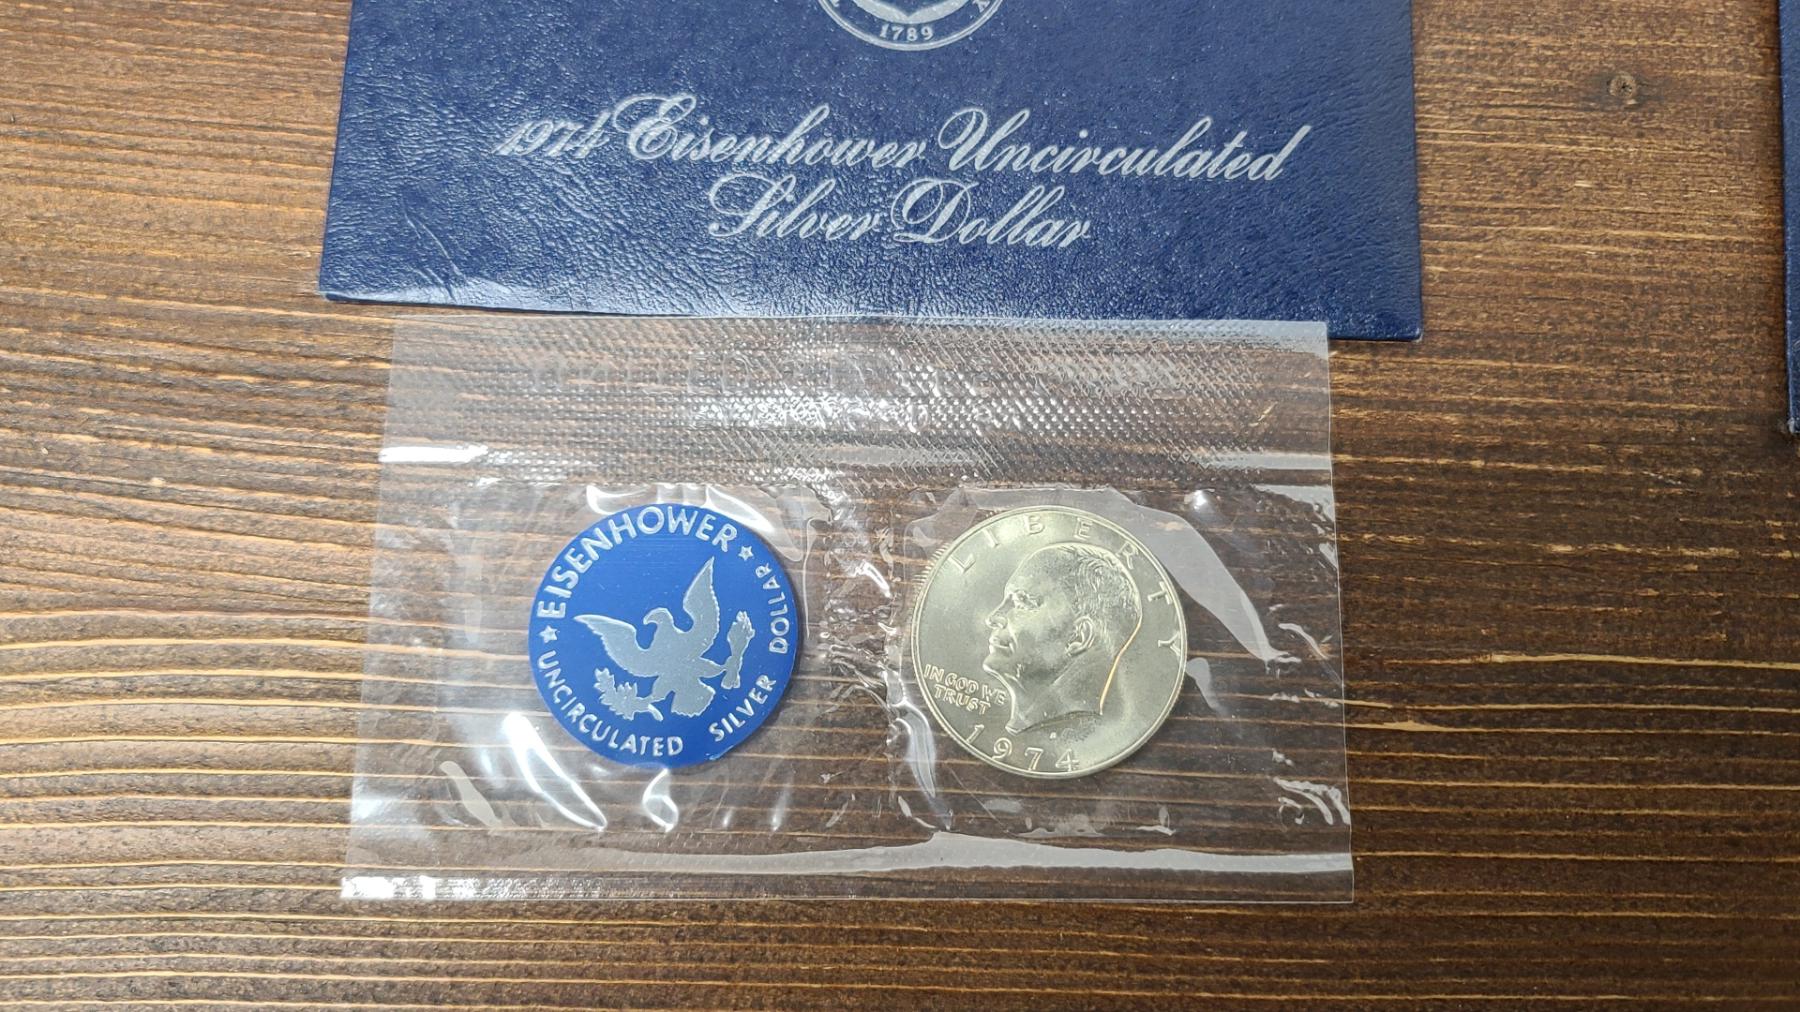 1789
1974 Eisenhower Uncirculated
Silver Dollar
EISENHOWER
UNCIRCULATED SILVER DOLLAR
LIBERTY
IN GOD WE
TRUST
1974